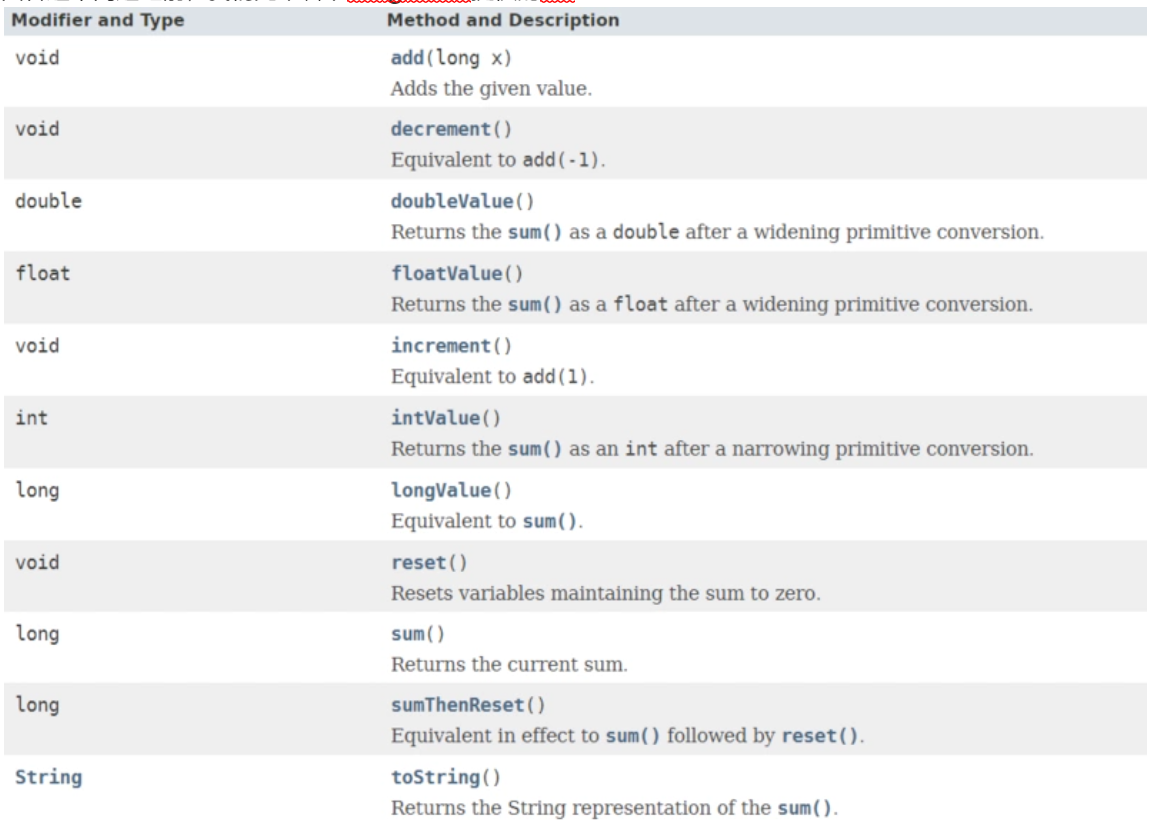 Modifier and Type Method and Description
void add(long x)
Adds the given value.
void decrement()
Equivalent to add(-1).
double doubleValue()
Returns the sum() as a double after a widening primitive conversion.
float floatValue()
Returns the sum() as a float after a widening primitive conversion.
void increment()
Equivalent to add(1).
int intValue()
Returns the sum() as an int after a narrowing primitive conversion.
long longValue()
Equivalent to sum().
void reset()
Resets variables maintaining the sum to zero.
long sum()
Returns the current sum.
long sumThenReset()
Equivalent in effect to sum() followed by reset().
String toString()
Returns the String representation of the sum().